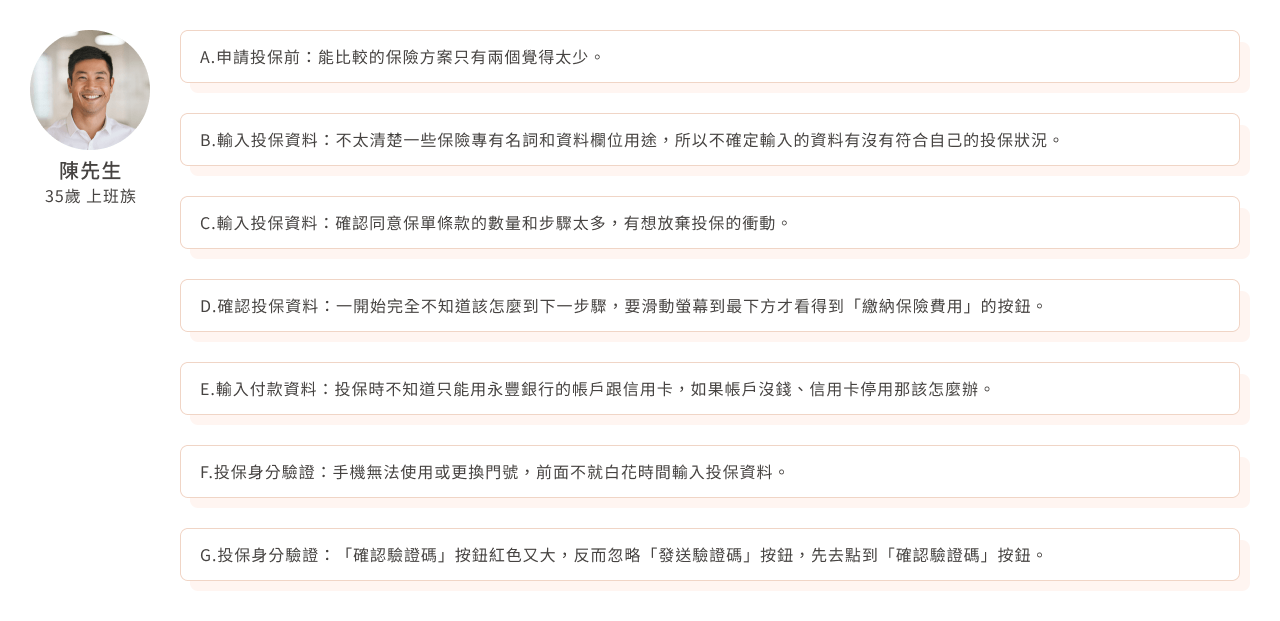 陳先生
35歲 上班族
A.申請投保前：能比較的保險方案只有兩個覺得太少。
B.輸入投保資料：不太清楚一些保險專有名詞和資料欄位用途，所以不確定輸入的資料有沒有符合自己的投保狀況。
C.輸入投保資料：確認同意保單條款的數量和步驟太多，有想放棄投保的衝動。
D.確認投保資料：一開始完全不知道該怎麼到下一步驟，要滑動螢幕到最下方才看得到「繳納保險費用」的按鈕。
E.輸入付款資料：投保時不知道只能用永豐銀行的帳戶跟信用卡，如果帳戶沒錢、信用卡停用那該怎麼辦。
F.投保身分驗證：手機無法使用或更換門號，前面不就白花時間輸入投保資料。
G.投保身分驗證：「確認驗證碼」按鈕紅色又大，反而忽略「發送驗證碼」按鈕，先去點到「確認驗證碼」按鈕。